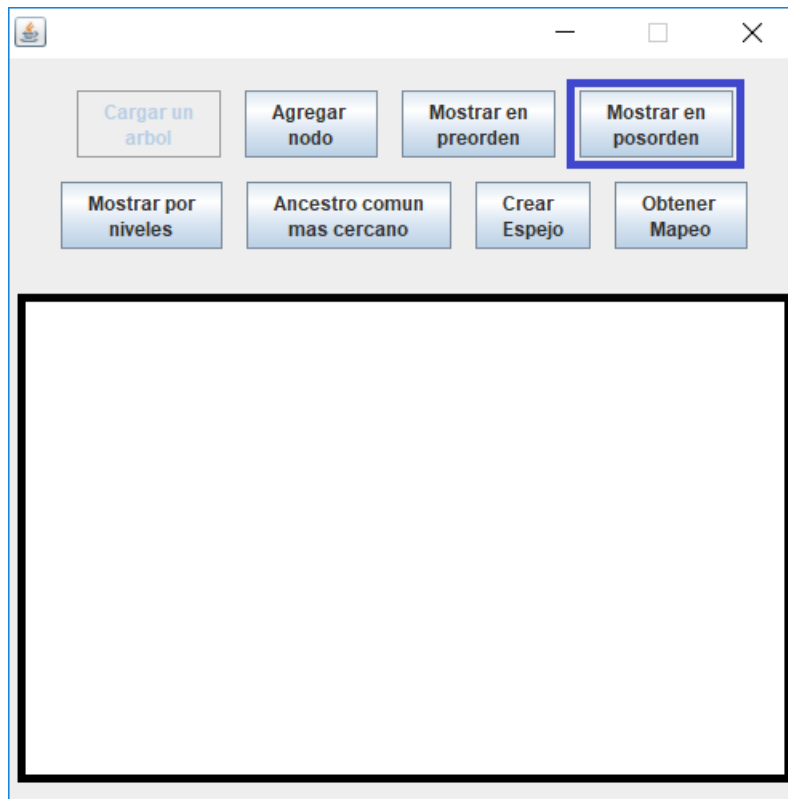 Cargar un
arbol
Agregar
nodo
Mostrar en
preorden
Mostrar en
posorden
Mostrar por
niveles
Ancestro comun
mas cercano
Crear
Espejo
Obtener
Mapeo